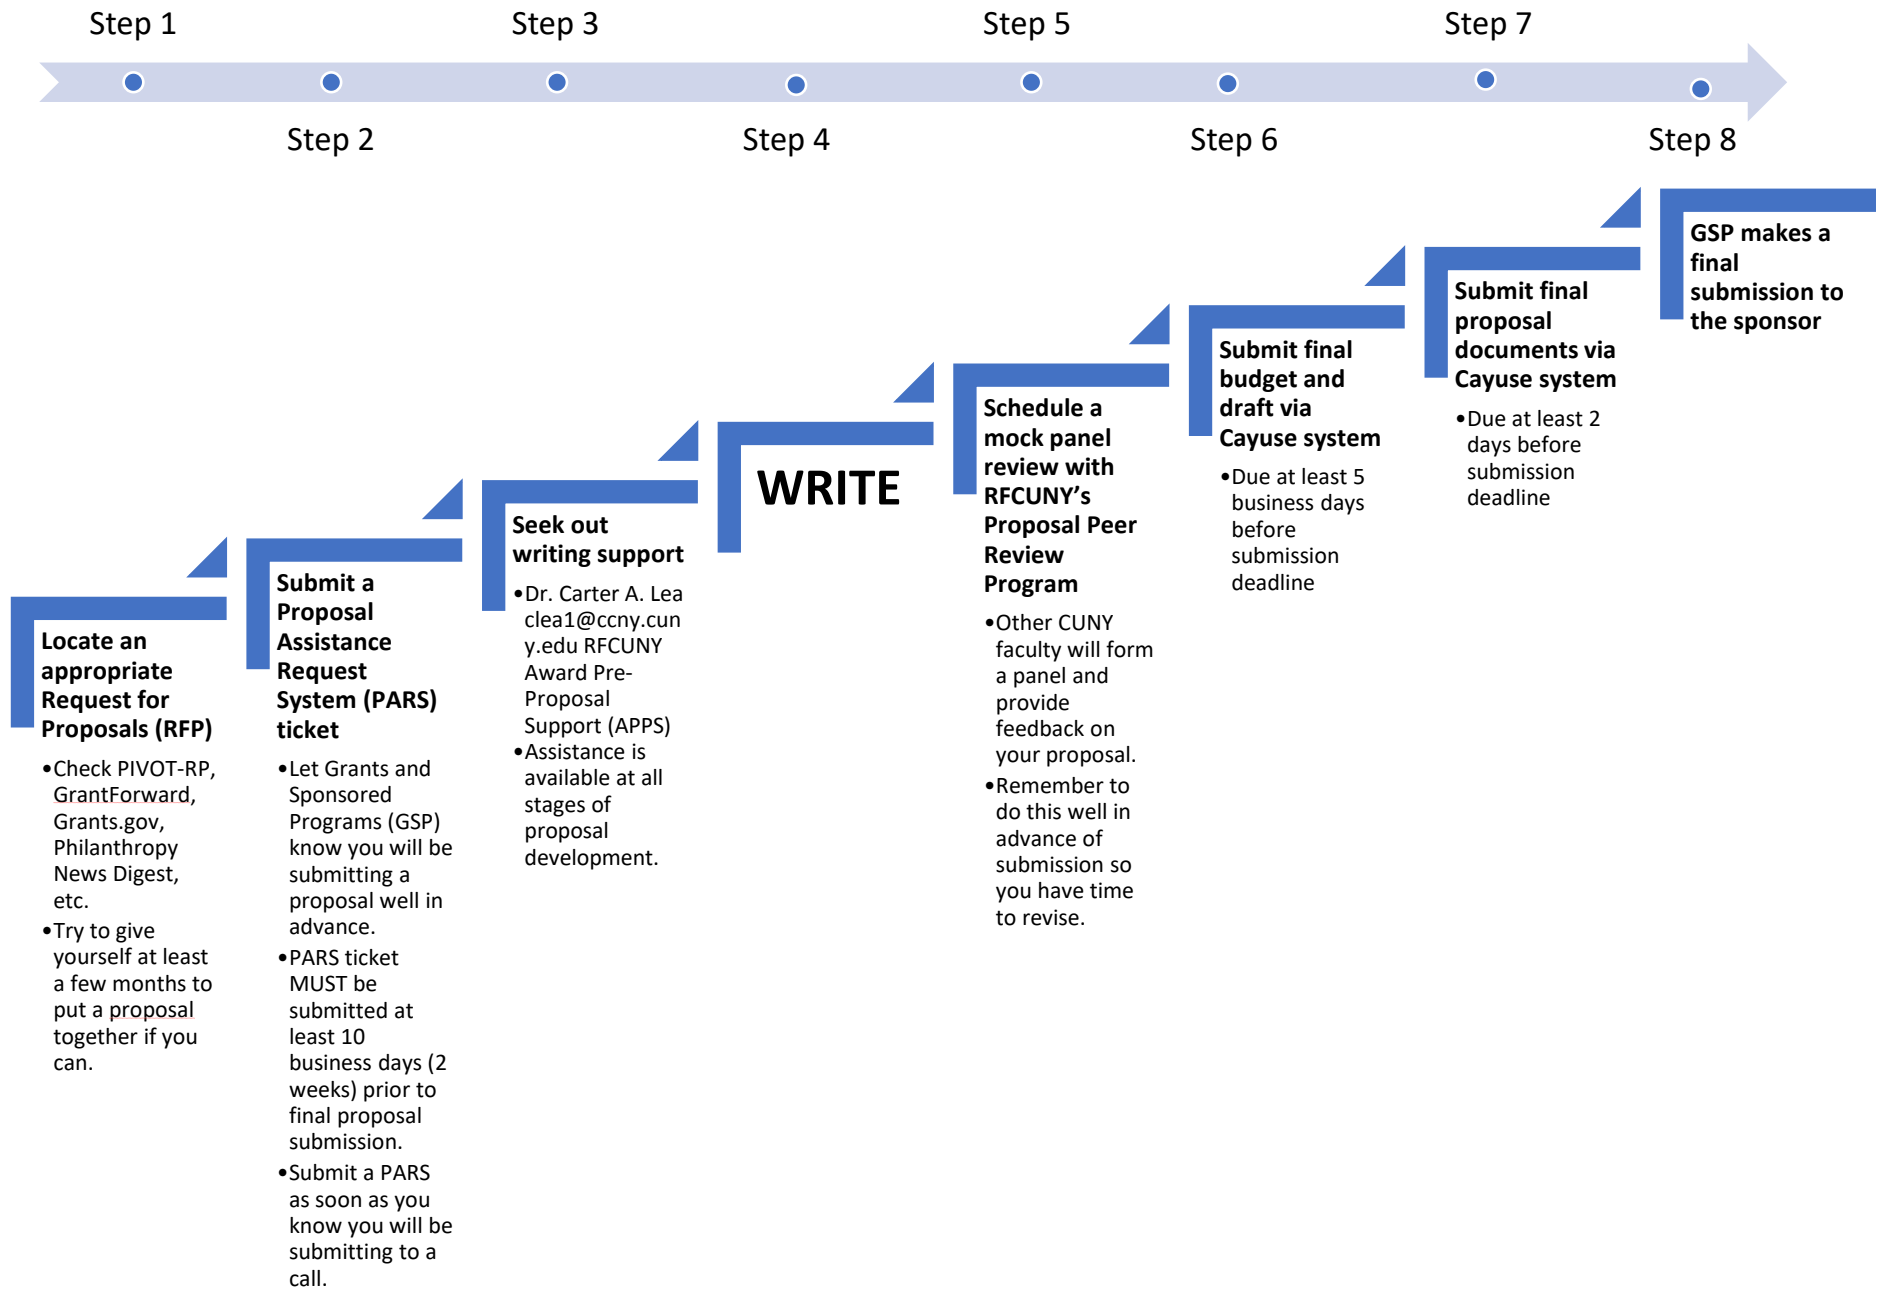 Step 1
Step 2
Step 3
Step 4
Step 5
Step 6
Step 7
Step 8
Locate an
appropriate
Request for
Proposals (RFP)
•Check PIVOT-RP,
GrantForward,
Grants.gov,
Philanthropy
News Digest,
etc.
•Try to give
yourself at least
a few months to
put a proposal
together if you
can.
Submit a
Proposal
Assistance
Request
System (PARS)
ticket
•Let Grants and
Sponsored
Programs (GSP)
know you will be
submitting a
proposal well in
advance.
•PARS ticket
MUST be
submitted at
least 10
business days (2
weeks) prior to
final proposal
submission.
•Submit a PARS
as soon as you
know you will be
submitting to a
call.
Seek out
writing support
•Dr. Carter A. Lea
clea1@ccny.cun
y.edu RFCUNY
Award Pre-
Proposal
Support (APPS)
•Assistance is
available at all
stages of
proposal
development.
WRITE
Schedule a
mock panel
review with
RFCUNY’s
Proposal Peer
Review
Program
•Other CUNY
faculty will form
a panel and
provide
feedback on
your proposal.
•Remember to
do this well in
advance of
submission so
you have time
to revise.
Submit final
budget and
draft via
Cayuse system
•Due at least 5
business days
before
submission
deadline
Submit final
proposal
documents via
Cayuse system
•Due at least 2
days before
submission
deadline
GSP makes a
final
submission to
the sponsor